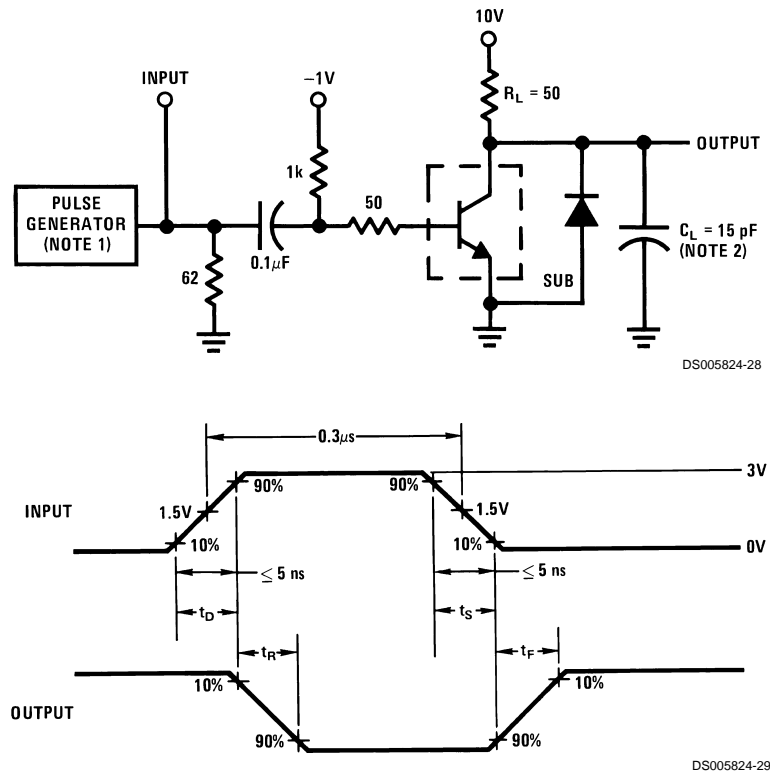 10V
INPUT
–1V
R_L = 50
OUTPUT
1k
PULSE
GENERATOR
(NOTE 1)
50
C_L = 15 pF
(NOTE 2)
0.1μF
62
SUB
DS005824-28
0.3μs
3V
90%
90%
INPUT
1.5V
1.5V
10%
10%
0V
≤ 5 ns
≤ 5 ns
t_D
t_S
t_R
t_F
10%
10%
OUTPUT
90%
90%
DS005824-29